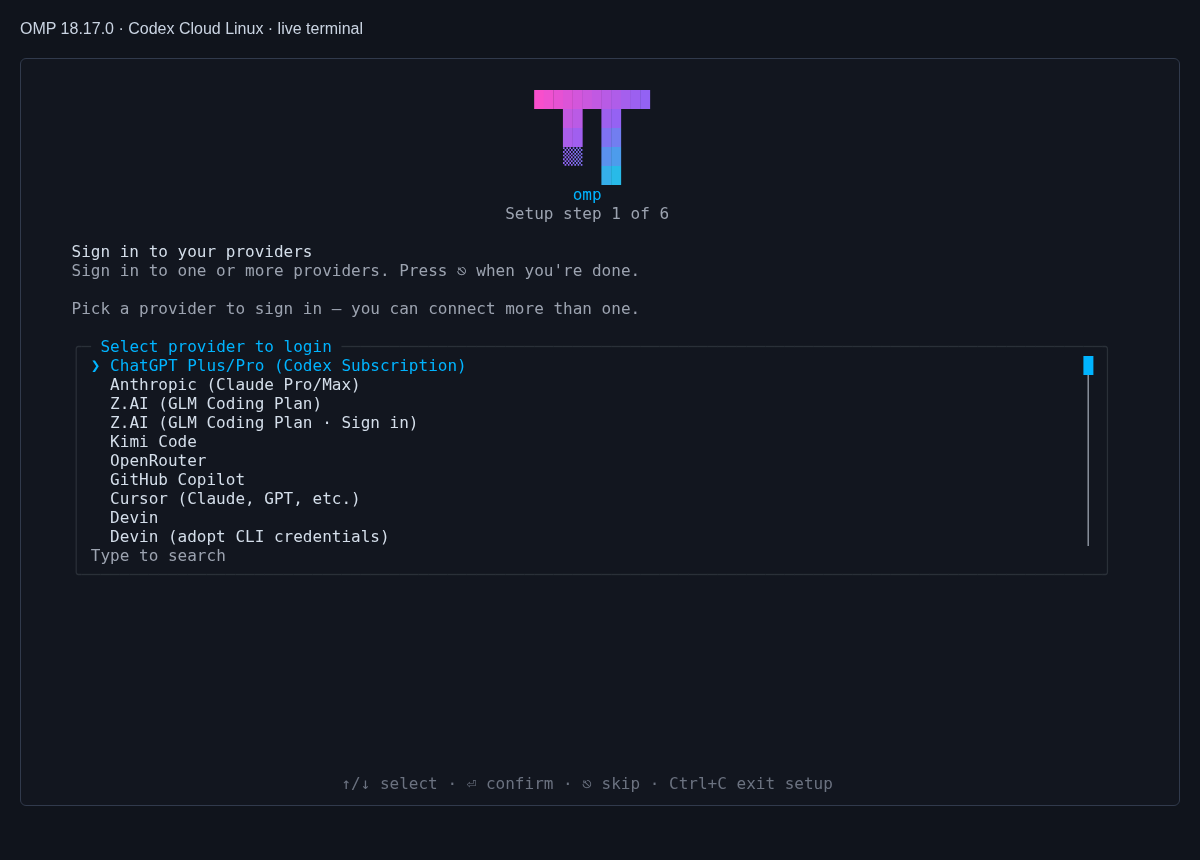 OMP 18.17.0 · Codex Cloud Linux · live terminal
omp
Setup step 1 of 6
Sign in to your providers
Sign in to one or more providers. Press ⎋ when you're done.
Pick a provider to sign in — you can connect more than one.
Select provider to login
❯ ChatGPT Plus/Pro (Codex Subscription)
Anthropic (Claude Pro/Max)
Z.AI (GLM Coding Plan)
Z.AI (GLM Coding Plan · Sign in)
Kimi Code
OpenRouter
GitHub Copilot
Cursor (Claude, GPT, etc.)
Devin
Devin (adopt CLI credentials)
Type to search
↑/↓ select · ⏎ confirm · ⎋ skip · Ctrl+C exit setup